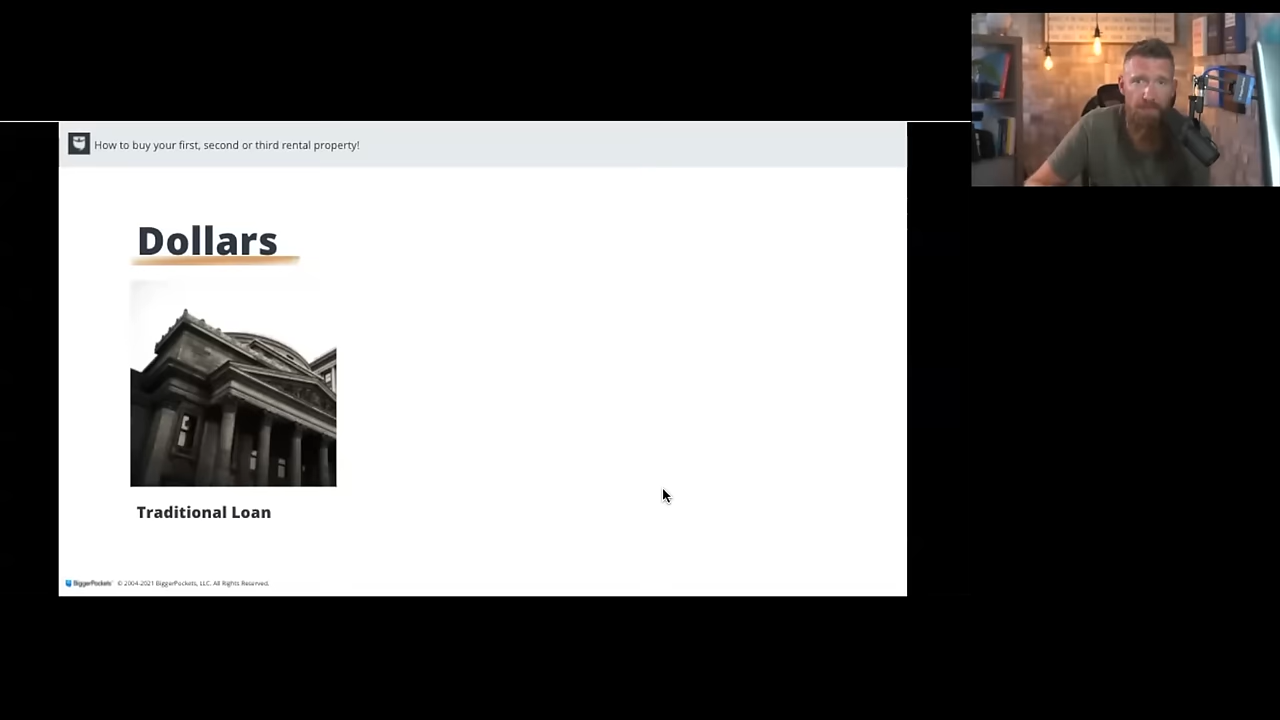 How to buy your first, second or third rental property!
Dollars
Traditional Loan
BiggerPockets © 2004-2021 BiggerPockets, LLC. All Rights Reserved.